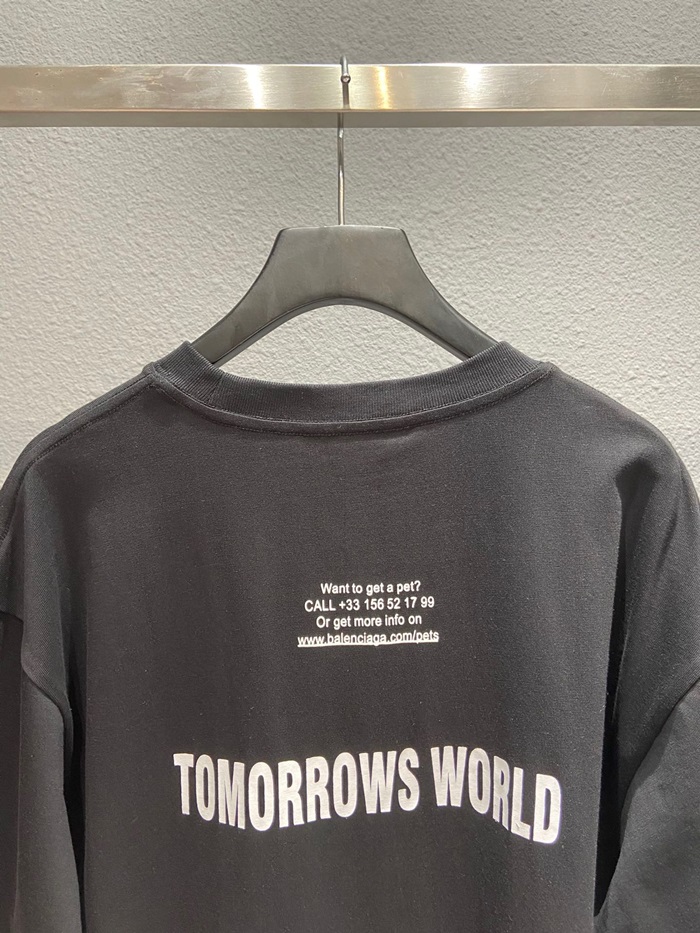 Want to get a pet?
CALL +33 156 52 17 99
Or get more info on
www.balenciaga.com/pets
TOMORROWS WORLD